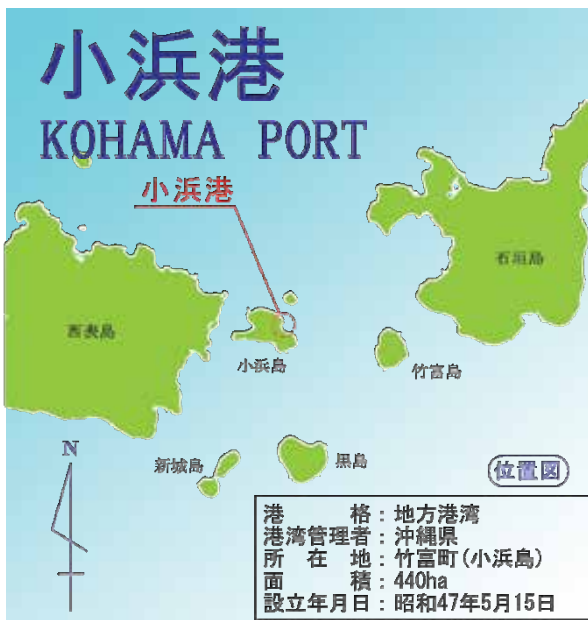 小浜港
KOHAMA PORT
小浜港
石垣島
西表島
小浜島
竹富島
N
新城島
黒島
位置図
港格：地方港湾
港湾管理者：沖縄県
所在地：竹富町(小浜島)
面積：440ha
設立年月日：昭和47年5月15日